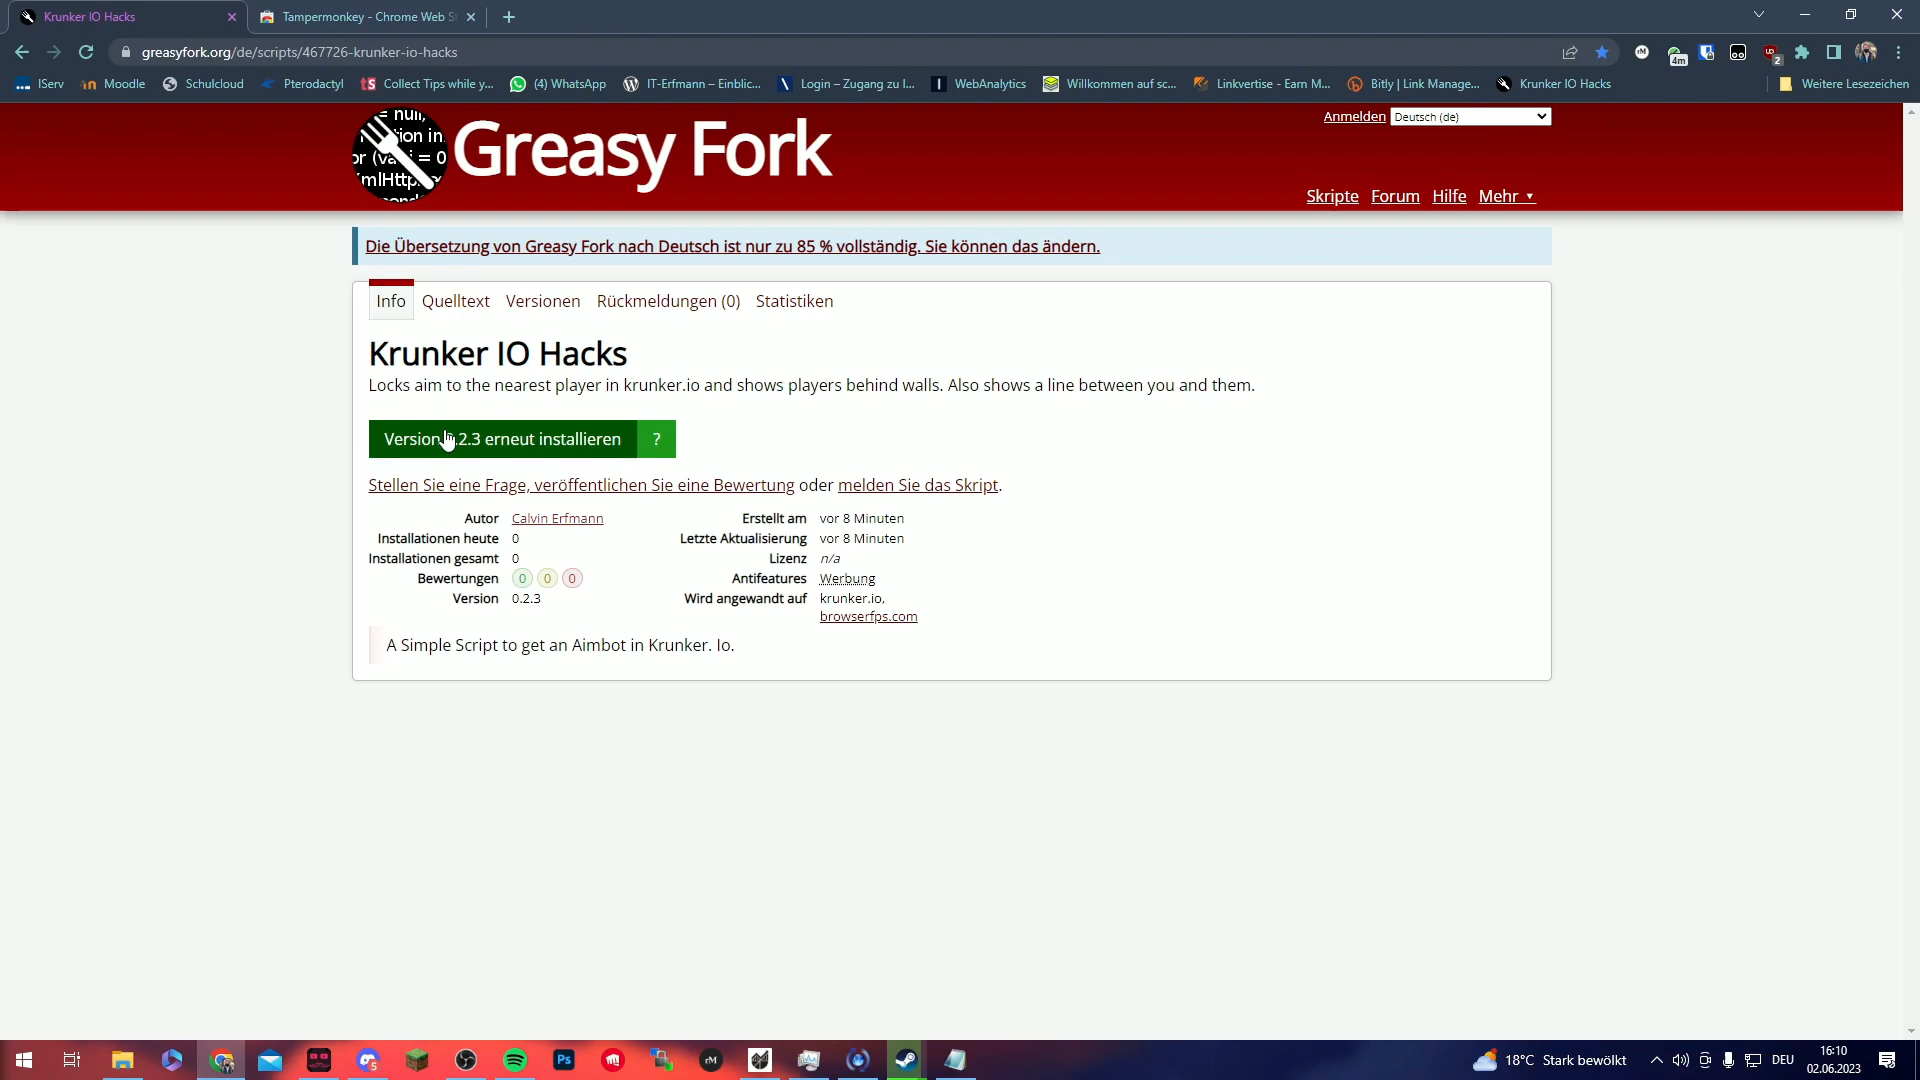 Krunker IO Hacks
Tampermonkey - Chrome Web S
greasyfork.org/de/scripts/467726-krunker-io-hacks
4m
2
IServ
Moodle
Schulcloud
Pterodactyl
Collect Tips while y...
(4) WhatsApp
IT-Erfmann – Einblic...
Login – Zugang zu I...
WebAnalytics
Willkommen auf sc...
Linkvertise - Earn M...
Bitly | Link Manage...
Krunker IO Hacks
Weitere Lesezeichen
Greasy Fork
Anmelden
Deutsch (de)
Skripte Forum Hilfe Mehr
Die Übersetzung von Greasy Fork nach Deutsch ist nur zu 85 % vollständig. Sie können das ändern.
Info Quelltext Versionen Rückmeldungen (0) Statistiken
Krunker IO Hacks
Locks aim to the nearest player in krunker.io and shows players behind walls. Also shows a line between you and them.
Version .2.3 erneut installieren ?
Stellen Sie eine Frage, veröffentlichen Sie eine Bewertung oder melden Sie das Skript.
Autor Calvin Erfmann
Installationen heute 0
Installationen gesamt 0
Bewertungen 0 0 0
Version 0.2.3
Erstellt am vor 8 Minuten
Letzte Aktualisierung vor 8 Minuten
Lizenz n/a
Antifeatures Werbung
Wird angewandt auf krunker.io,
browserfps.com
A Simple Script to get an Aimbot in Krunker. Io.
5
Ps
rM
18°C Stark bewölkt
DEU
16:10
02.06.2023